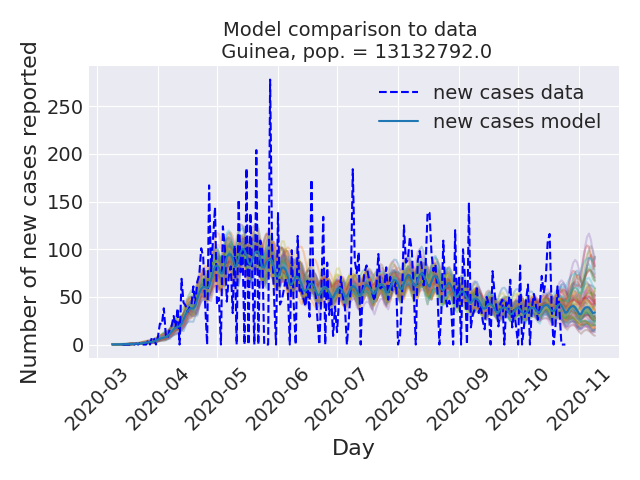 Model comparison to data
Guinea, pop. = 13132792.0
new cases data
new cases model
Number of new cases reported
250
200
150
100
50
0
2020-03
2020-04
2020-05
2020-06
2020-07
2020-08
2020-09
2020-10
2020-11
Day